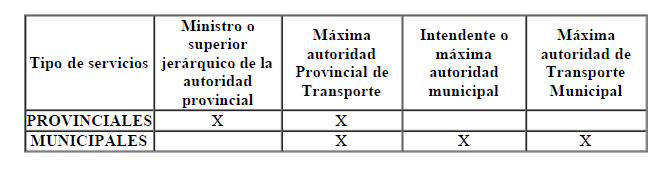 Tipo de servicios
Ministro o
superior
jerárquico de la
autoridad
provincial
Máxima
autoridad
Provincial de
Transporte
Intendente o
máxima
autoridad
municipal
Máxima
autoridad de
Transporte
Municipal
PROVINCIALES X X
MUNICIPALES X X X